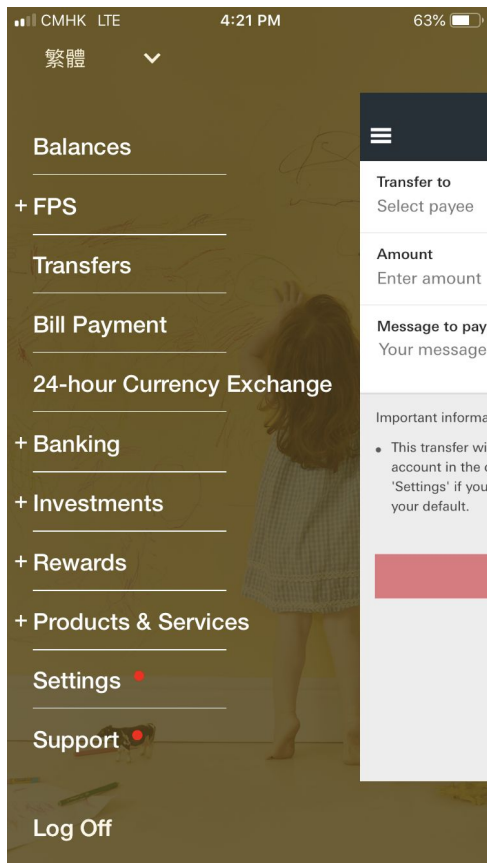 CMHK LTE 4:21 PM 63%
繁體
Balances
+ FPS
Transfers
Bill Payment
24-hour Currency Exchange
+ Banking
+ Investments
+ Rewards
+ Products & Services
Settings
Support
Log Off
Transfer to
Select payee
Amount
Enter amount
Message to pay
Your message
Important informa
• This transfer wi
account in the
'Settings' if you
your default.